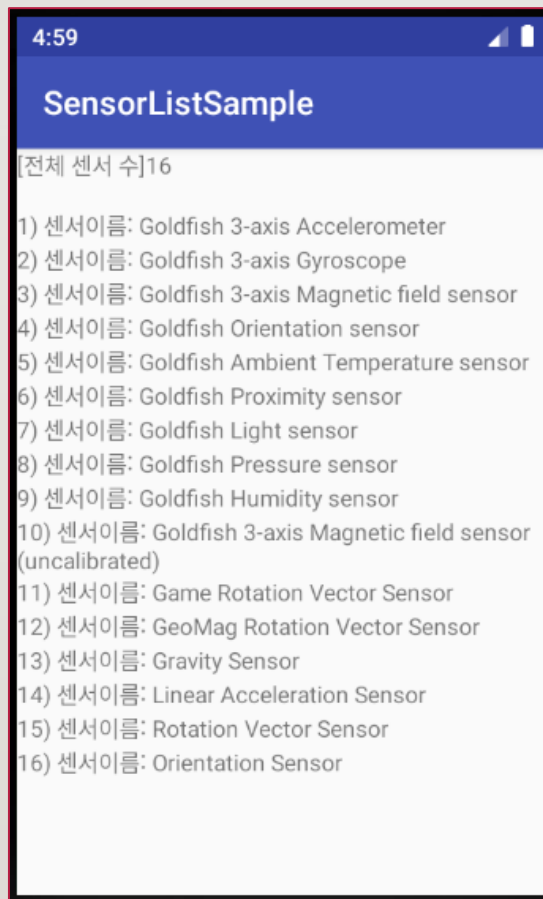 4:59
SensorListSample
[전체 센서 수]16
1) 센서이름: Goldfish 3-axis Accelerometer
2) 센서이름: Goldfish 3-axis Gyroscope
3) 센서이름: Goldfish 3-axis Magnetic field sensor
4) 센서이름: Goldfish Orientation sensor
5) 센서이름: Goldfish Ambient Temperature sensor
6) 센서이름: Goldfish Proximity sensor
7) 센서이름: Goldfish Light sensor
8) 센서이름: Goldfish Pressure sensor
9) 센서이름: Goldfish Humidity sensor
10) 센서이름: Goldfish 3-axis Magnetic field sensor
(uncalibrated)
11) 센서이름: Game Rotation Vector Sensor
12) 센서이름: GeoMag Rotation Vector Sensor
13) 센서이름: Gravity Sensor
14) 센서이름: Linear Acceleration Sensor
15) 센서이름: Rotation Vector Sensor
16) 센서이름: Orientation Sensor